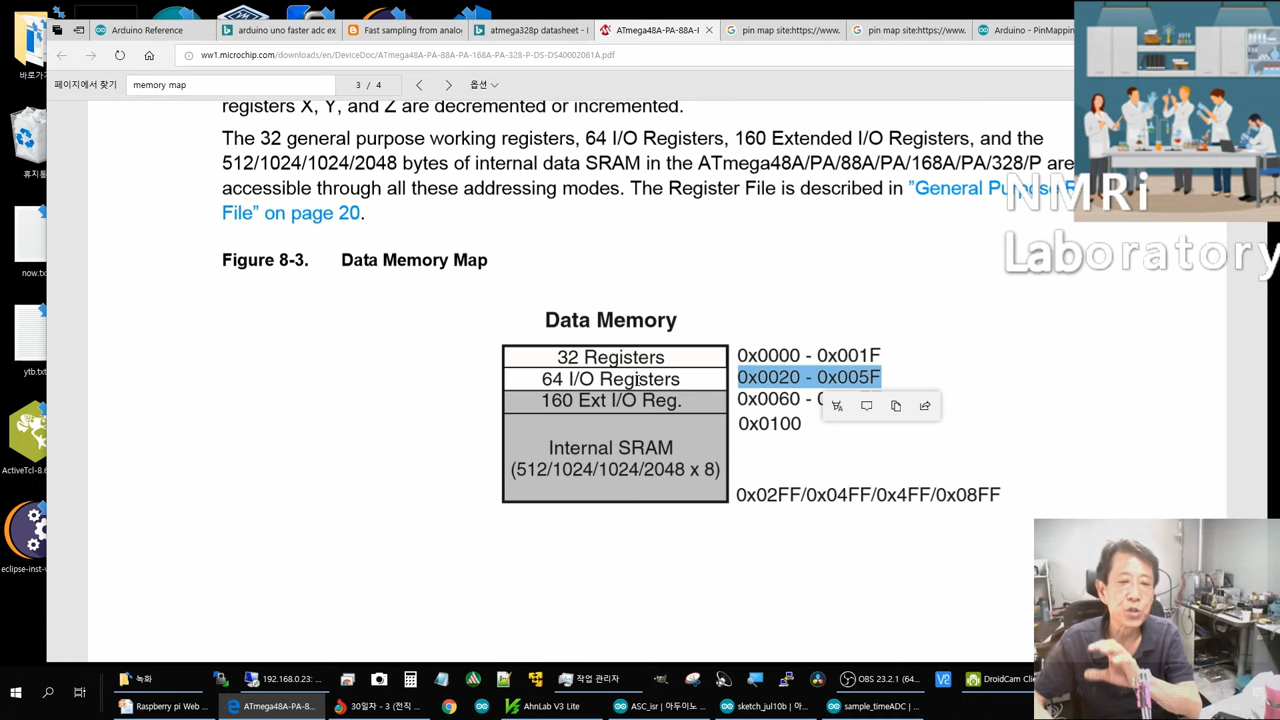 Arduino Reference
arduino uno faster adc ex
Fast sampling from analog
atmega328p datasheet - I
ATmega48A-PA-88A-I
pin map site:https://www.
pin map site:https://www.
Arduino - PinMappin
ww1.microchip.com/downloads/en/DeviceDoc/ATmega48A-PA-88A-PA-168A-PA-328-P-DS-DS40002061A.pdf
페이지에서 찾기
memory map
3 / 4
옵션
registers X, Y, and Z are decremented or incremented.
The 32 general purpose working registers, 64 I/O Registers, 160 Extended I/O Registers, and the
512/1024/1024/2048 bytes of internal data SRAM in the ATmega48A/PA/88A/PA/168A/PA/328/P are
accessible through all these addressing modes. The Register File is described in "General Purpose R
File" on page 20.
NMRi
Laboratory
Figure 8-3. Data Memory Map
Data Memory
32 Registers 0x0000 - 0x001F
64 I/O Registers 0x0020 - 0x005F
160 Ext I/O Reg. 0x0060 - 0
0x0100
Internal SRAM
(512/1024/1024/2048 x 8)
0x02FF/0x04FF/0x4FF/0x08FF
바로가기
휴지통
now.tx
ytb.txt
ActiveTcl-8.6
eclipse-inst-v
녹화
192.168.0.23: ...
작업 관리자
OBS 23.2.1 (64...
DroidCam Clie
Raspberry pi Web ...
ATmega48A-PA-8...
30일차 - 3 (전작 ...
AhnLab V3 Lite
ASC_isr | 아두이노 ...
sketch_jul10b | 아...
sample_timeADC | ...